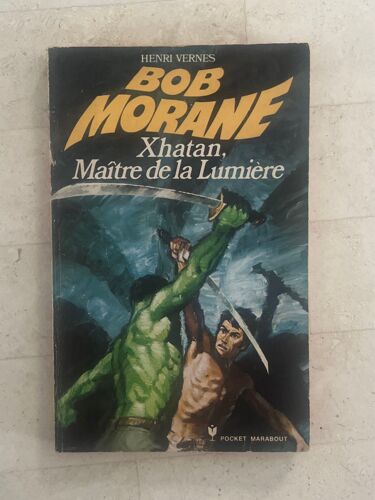 HENRI VERNES
BOB
MORANE
Xhatan,
Maître de la Lumière
POCKET MARABOUT